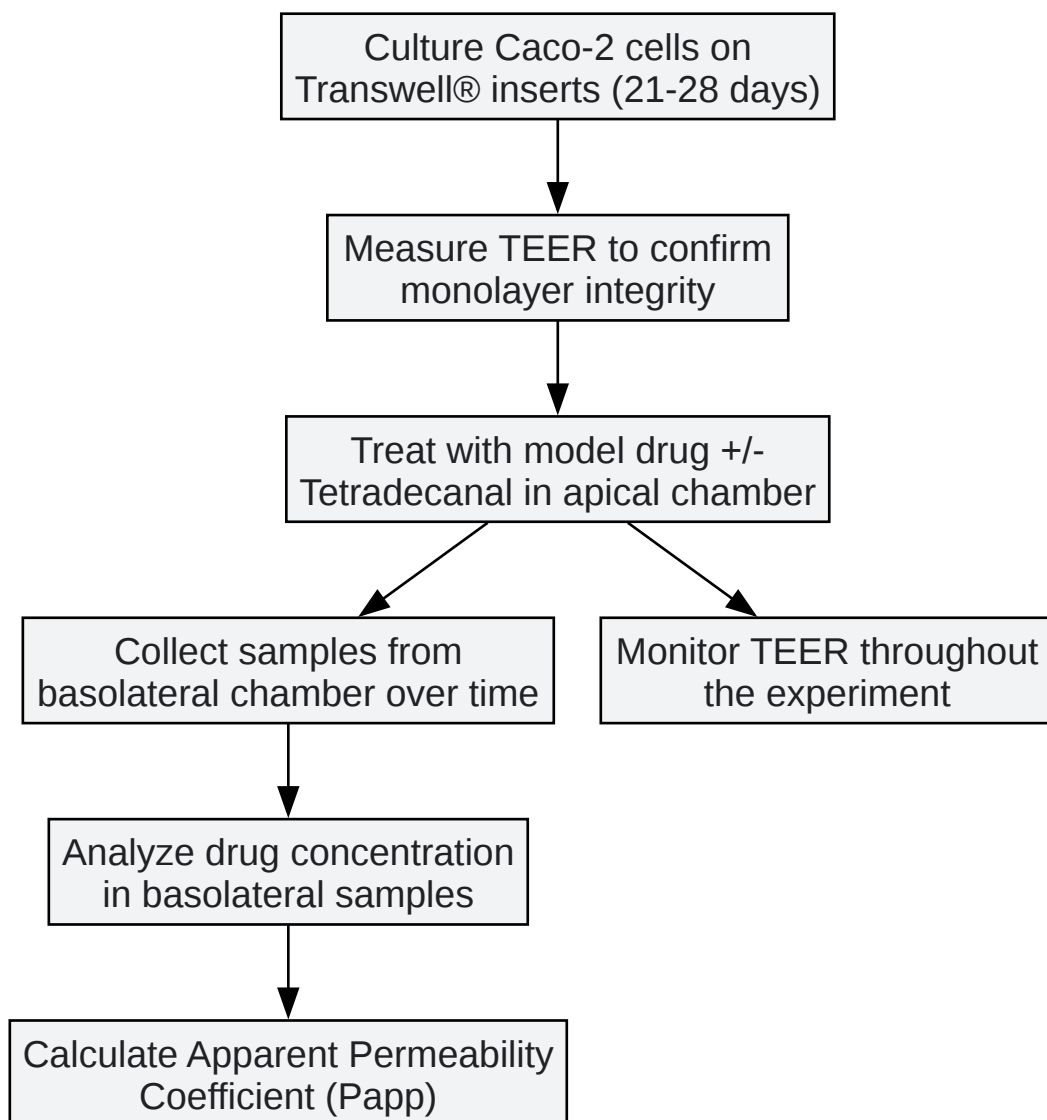 Culture Caco-2 cells on
Transwell® inserts (21-28 days)
Measure TEER to confirm
monolayer integrity
Treat with model drug +/-
Tetradecanal in apical chamber
Collect samples from
basolateral chamber over time
Monitor TEER throughout
the experiment
Analyze drug concentration
in basolateral samples
Calculate Apparent Permeability
Coefficient (Papp)